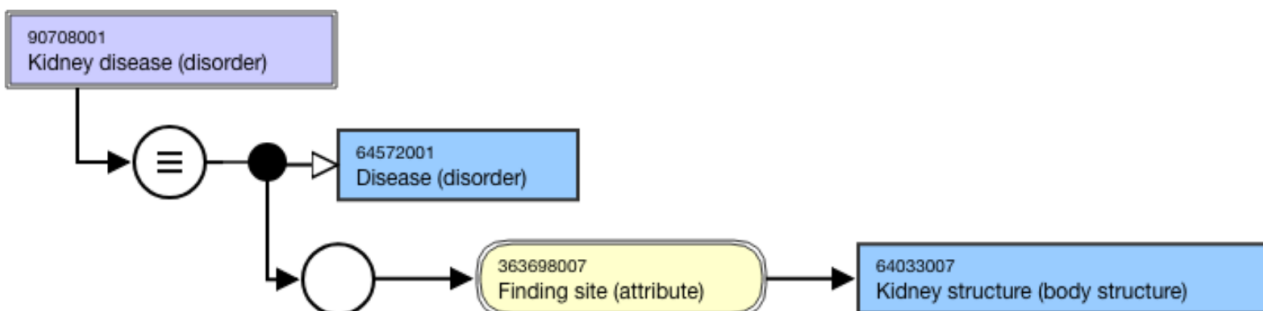 90708001
Kidney disease (disorder)
≡
64572001
Disease (disorder)
363698007
Finding site (attribute)
64033007
Kidney structure (body structure)